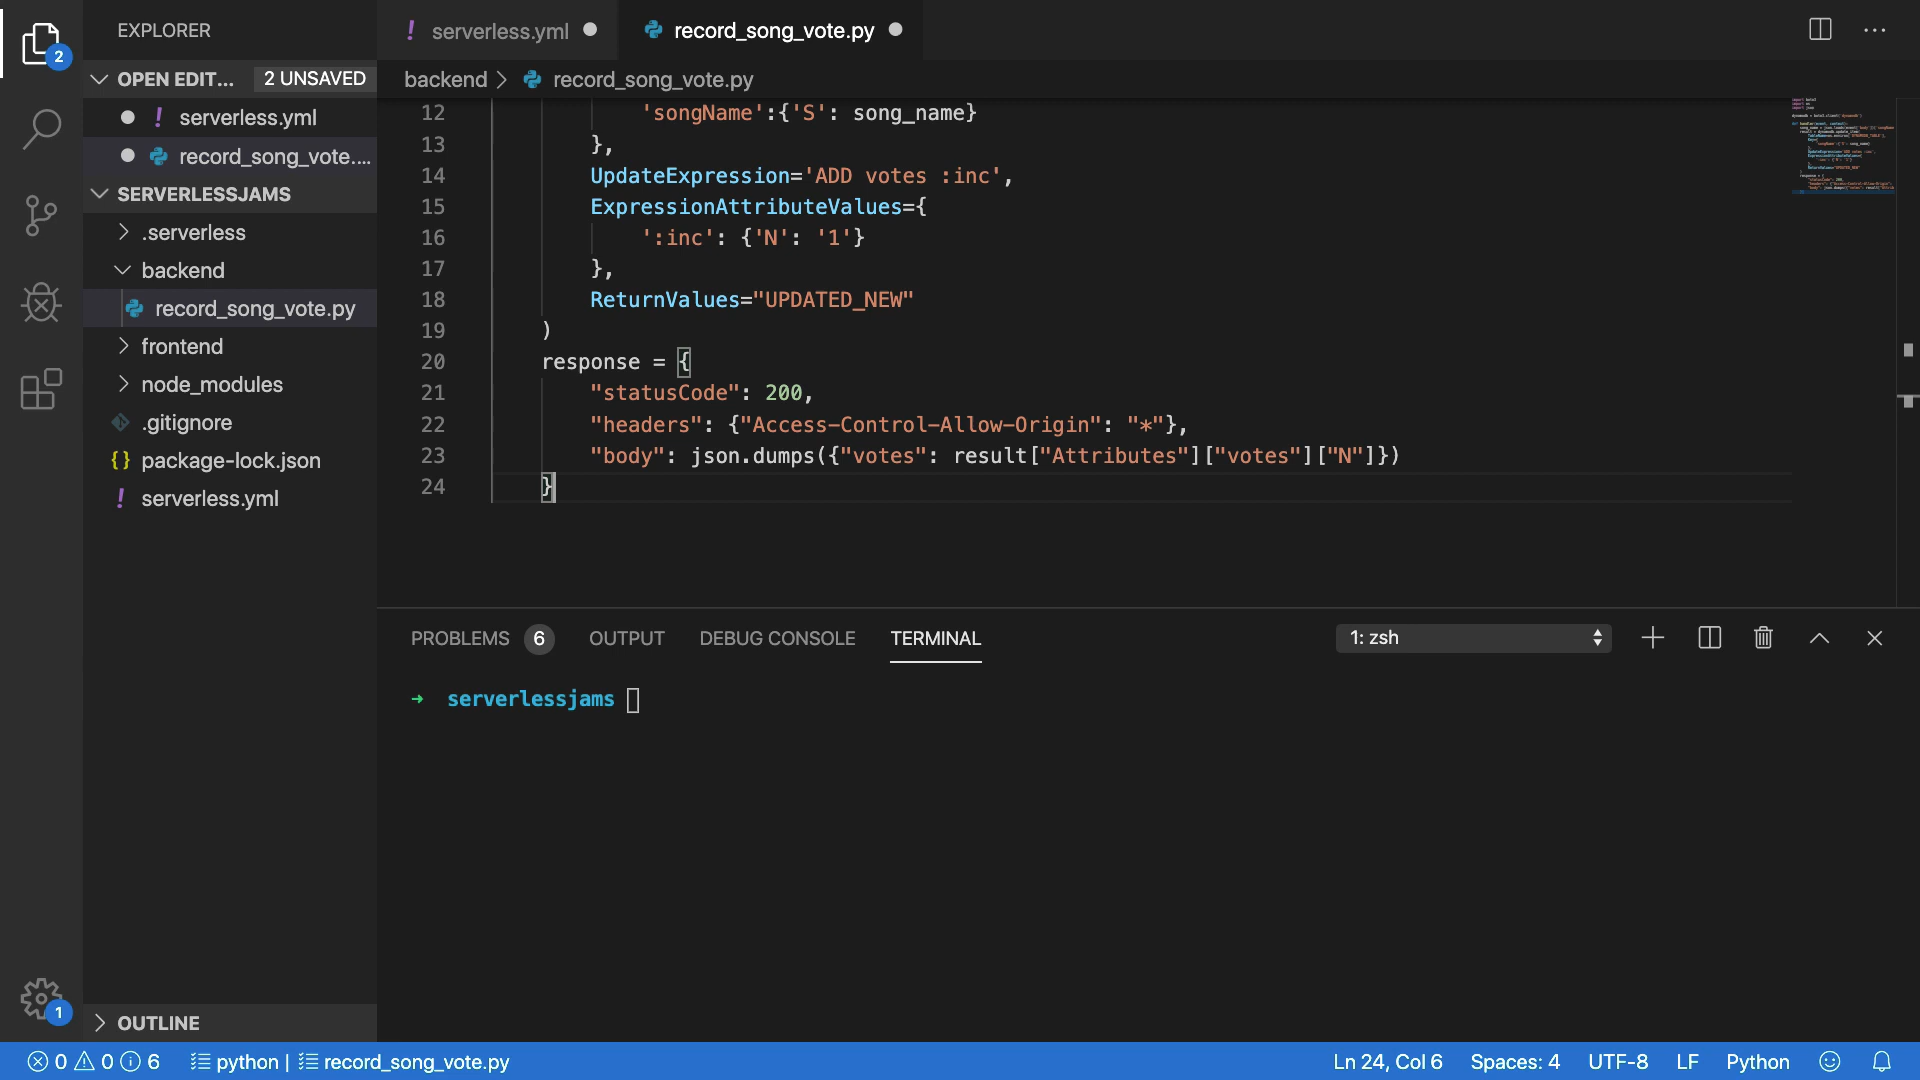 EXPLORER
! serverless.yml
record_song_vote.py
2
OPEN EDIT... 2 UNSAVED
! serverless.yml
record_song_vote....
SERVERLESSJAMS
.serverless
backend
record_song_vote.py
frontend
node_modules
.gitignore
{} package-lock.json
! serverless.yml
1
OUTLINE
backend > record_song_vote.py
12 'songName':{'S': song_name}
13 },
14 UpdateExpression='ADD votes :inc',
15 ExpressionAttributeValues={
16 ':inc': {'N': '1'}
17 },
18 ReturnValues="UPDATED_NEW"
19 )
20 response = {
21 "statusCode": 200,
22 "headers": {"Access-Control-Allow-Origin": "*"},
23 "body": json.dumps({"votes": result["Attributes"]["votes"]["N"]})
24 }
PROBLEMS 6 OUTPUT DEBUG CONSOLE TERMINAL 1: zsh
→ serverlessjams
0 0 6 python | record_song_vote.py Ln 24, Col 6 Spaces: 4 UTF-8 LF Python